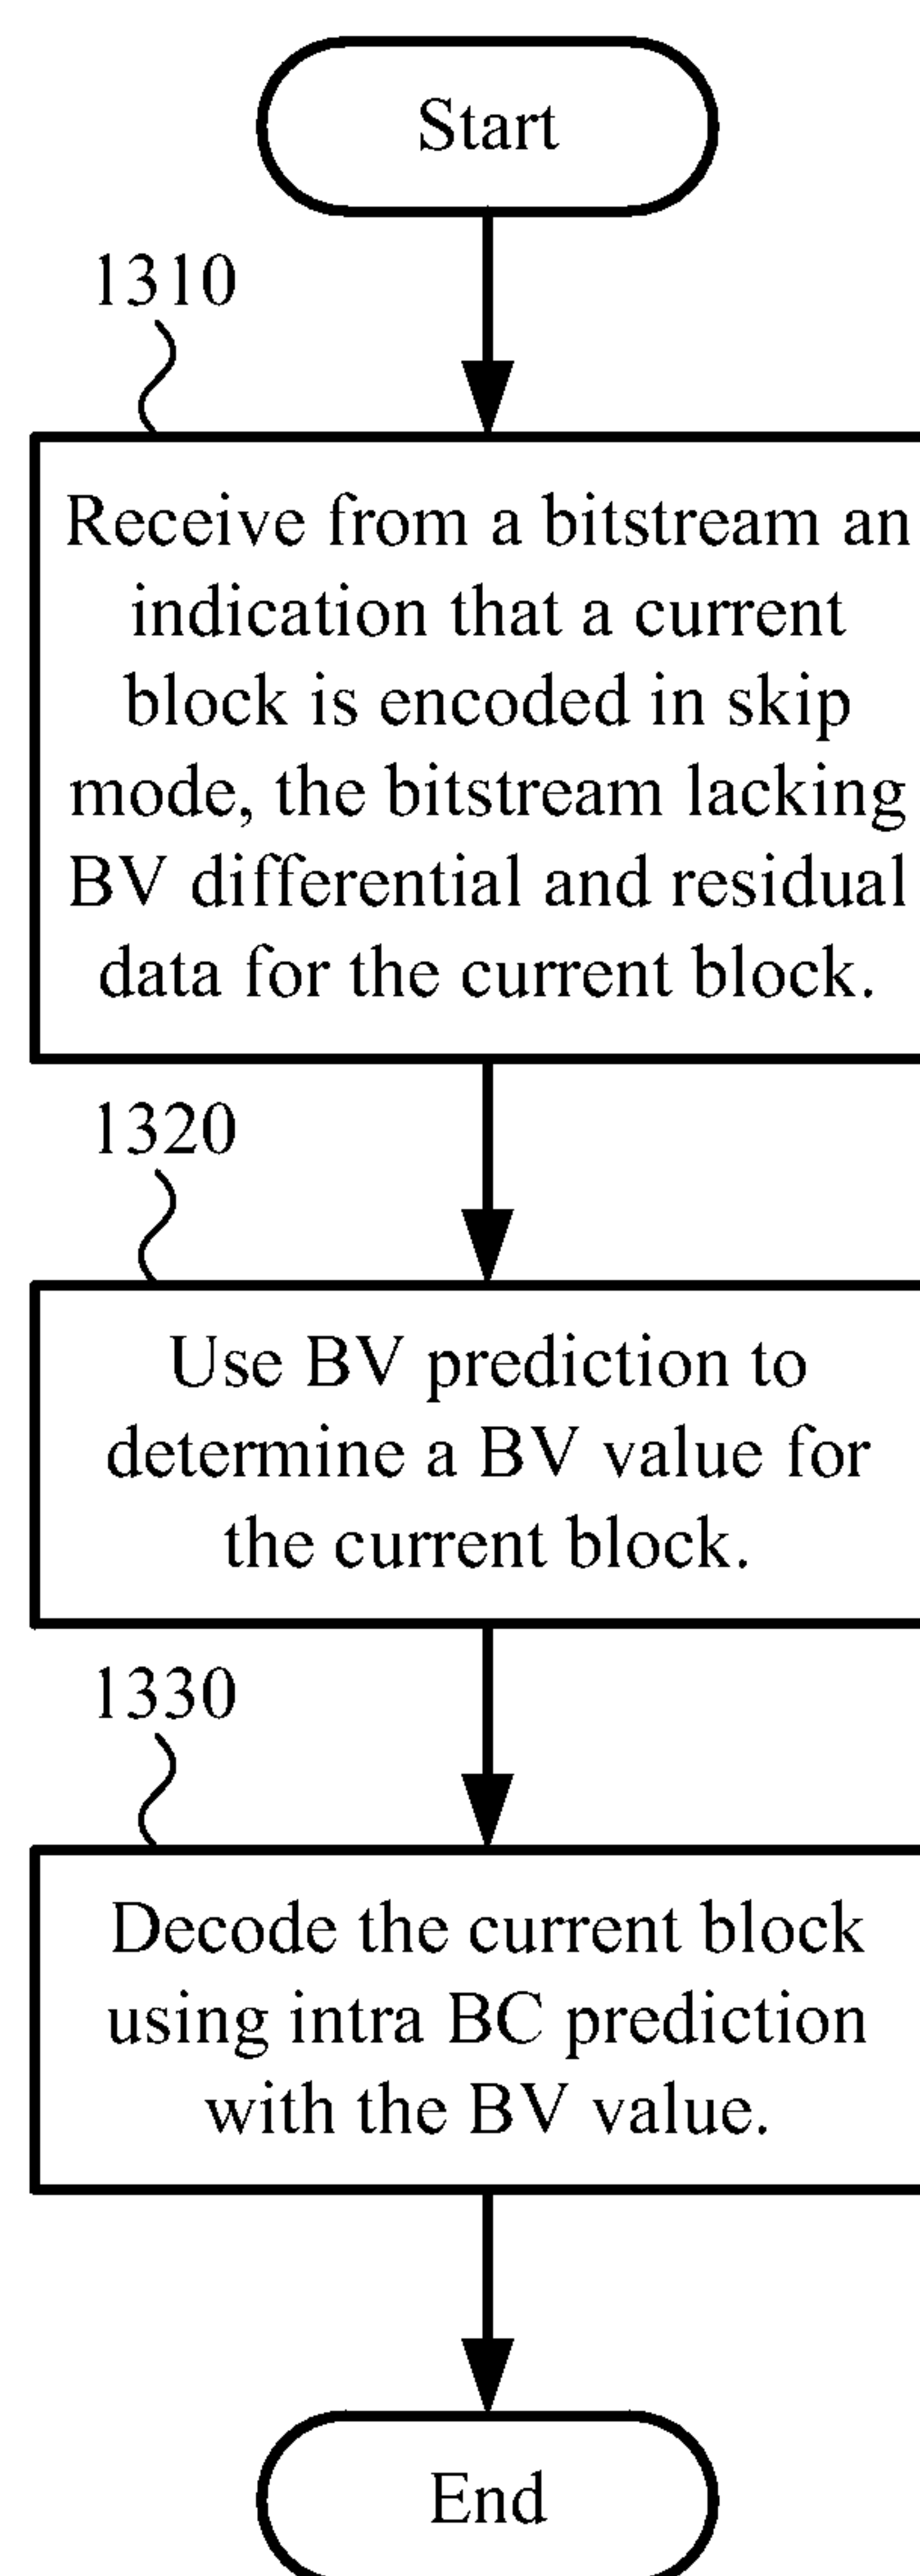 Start
1310
Receive from a bitstream an
indication that a current
block is encoded in skip
mode, the bitstream lacking
BV differential and residual
data for the current block.
1320
Use BV prediction to
determine a BV value for
the current block.
1330
Decode the current block
using intra BC prediction
with the BV value.
End